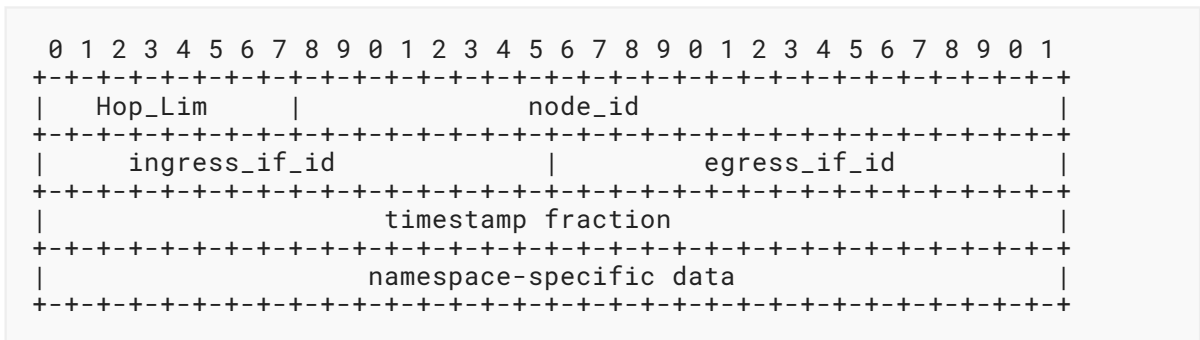 0 1 2 3 4 5 6 7 8 9 0 1 2 3 4 5 6 7 8 9 0 1 2 3 4 5 6 7 8 9 0 1
+-+-+-+-+-+-+-+-+-+-+-+-+-+-+-+-+-+-+-+-+-+-+-+-+-+-+-+-+-+-+-+-+
|   Hop_Lim     |              node_id                          |
+-+-+-+-+-+-+-+-+-+-+-+-+-+-+-+-+-+-+-+-+-+-+-+-+-+-+-+-+-+-+-+-+
|     ingress_if_id             |         egress_if_id          |
+-+-+-+-+-+-+-+-+-+-+-+-+-+-+-+-+-+-+-+-+-+-+-+-+-+-+-+-+-+-+-+-+
|                     timestamp fraction                        |
+-+-+-+-+-+-+-+-+-+-+-+-+-+-+-+-+-+-+-+-+-+-+-+-+-+-+-+-+-+-+-+-+
|                    namespace-specific data                    |
+-+-+-+-+-+-+-+-+-+-+-+-+-+-+-+-+-+-+-+-+-+-+-+-+-+-+-+-+-+-+-+-+